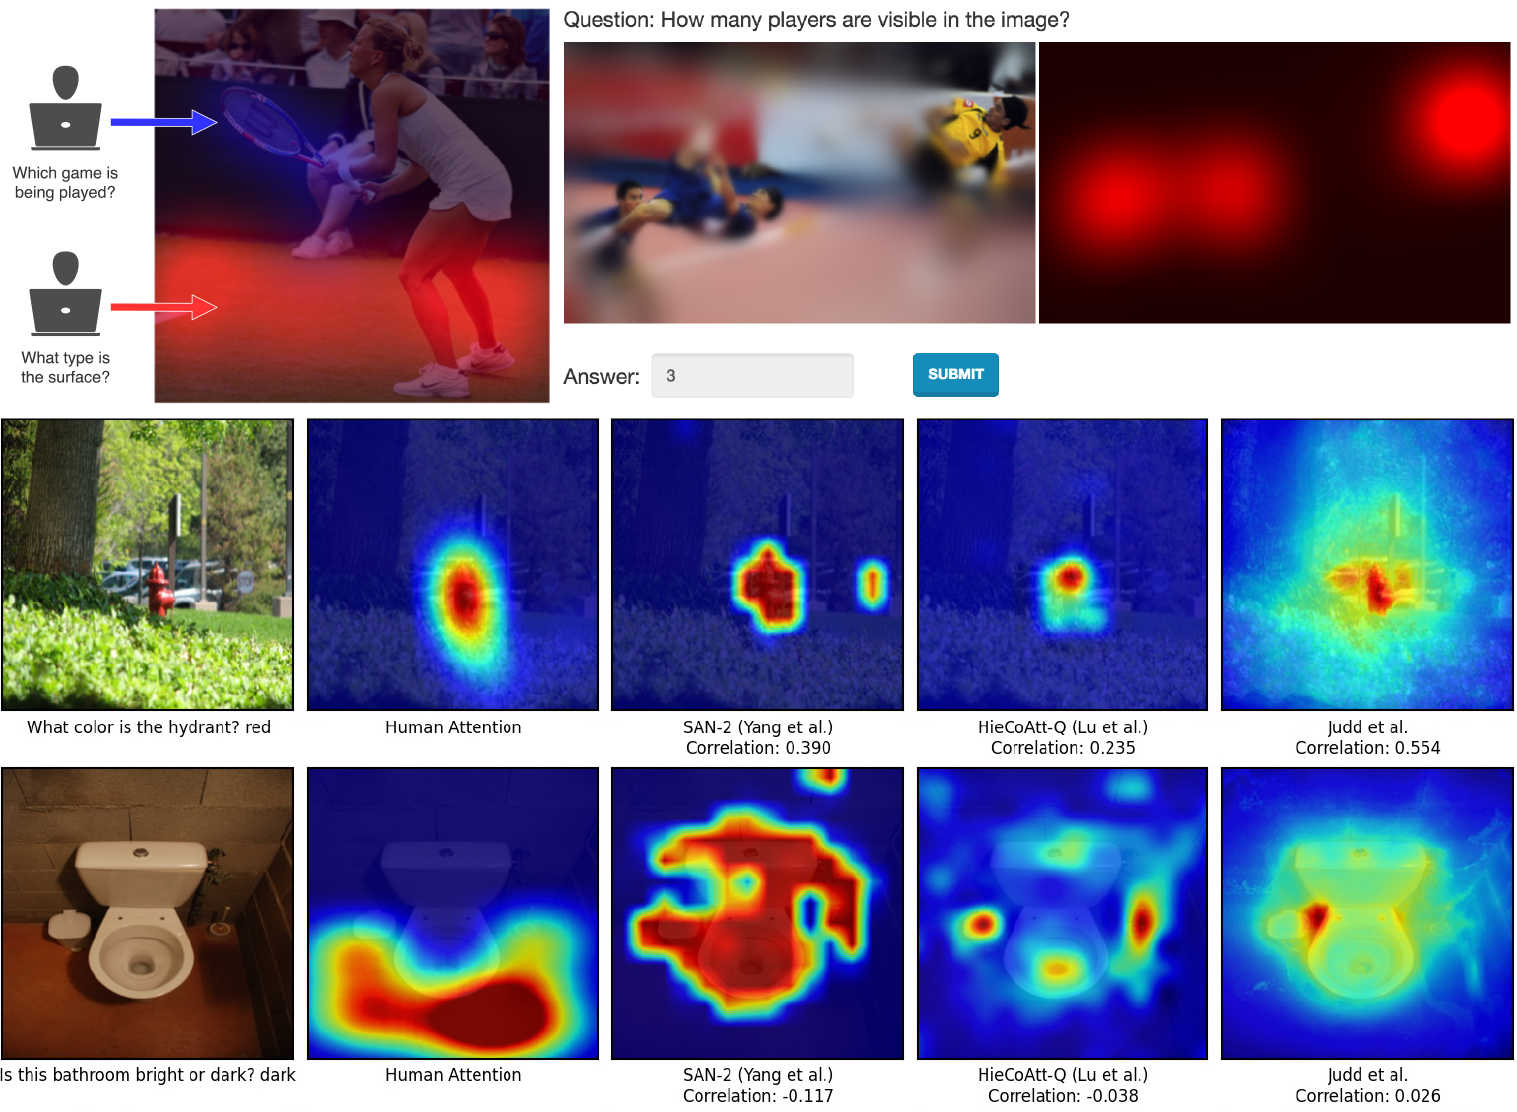 Question: How many players are visible in the image?
Which game is
being played?
What type is
the surface?
9
Answer: 3 SUBMIT
What color is the hydrant? red
Human Attention
SAN-2 (Yang et al.)
Correlation: 0.390
HieCoAtt-Q (Lu et al.)
Correlation: 0.235
Judd et al.
Correlation: 0.554
Is this bathroom bright or dark? dark
Human Attention
SAN-2 (Yang et al.)
Correlation: -0.117
HieCoAtt-Q (Lu et al.)
Correlation: -0.038
Judd et al.
Correlation: 0.026